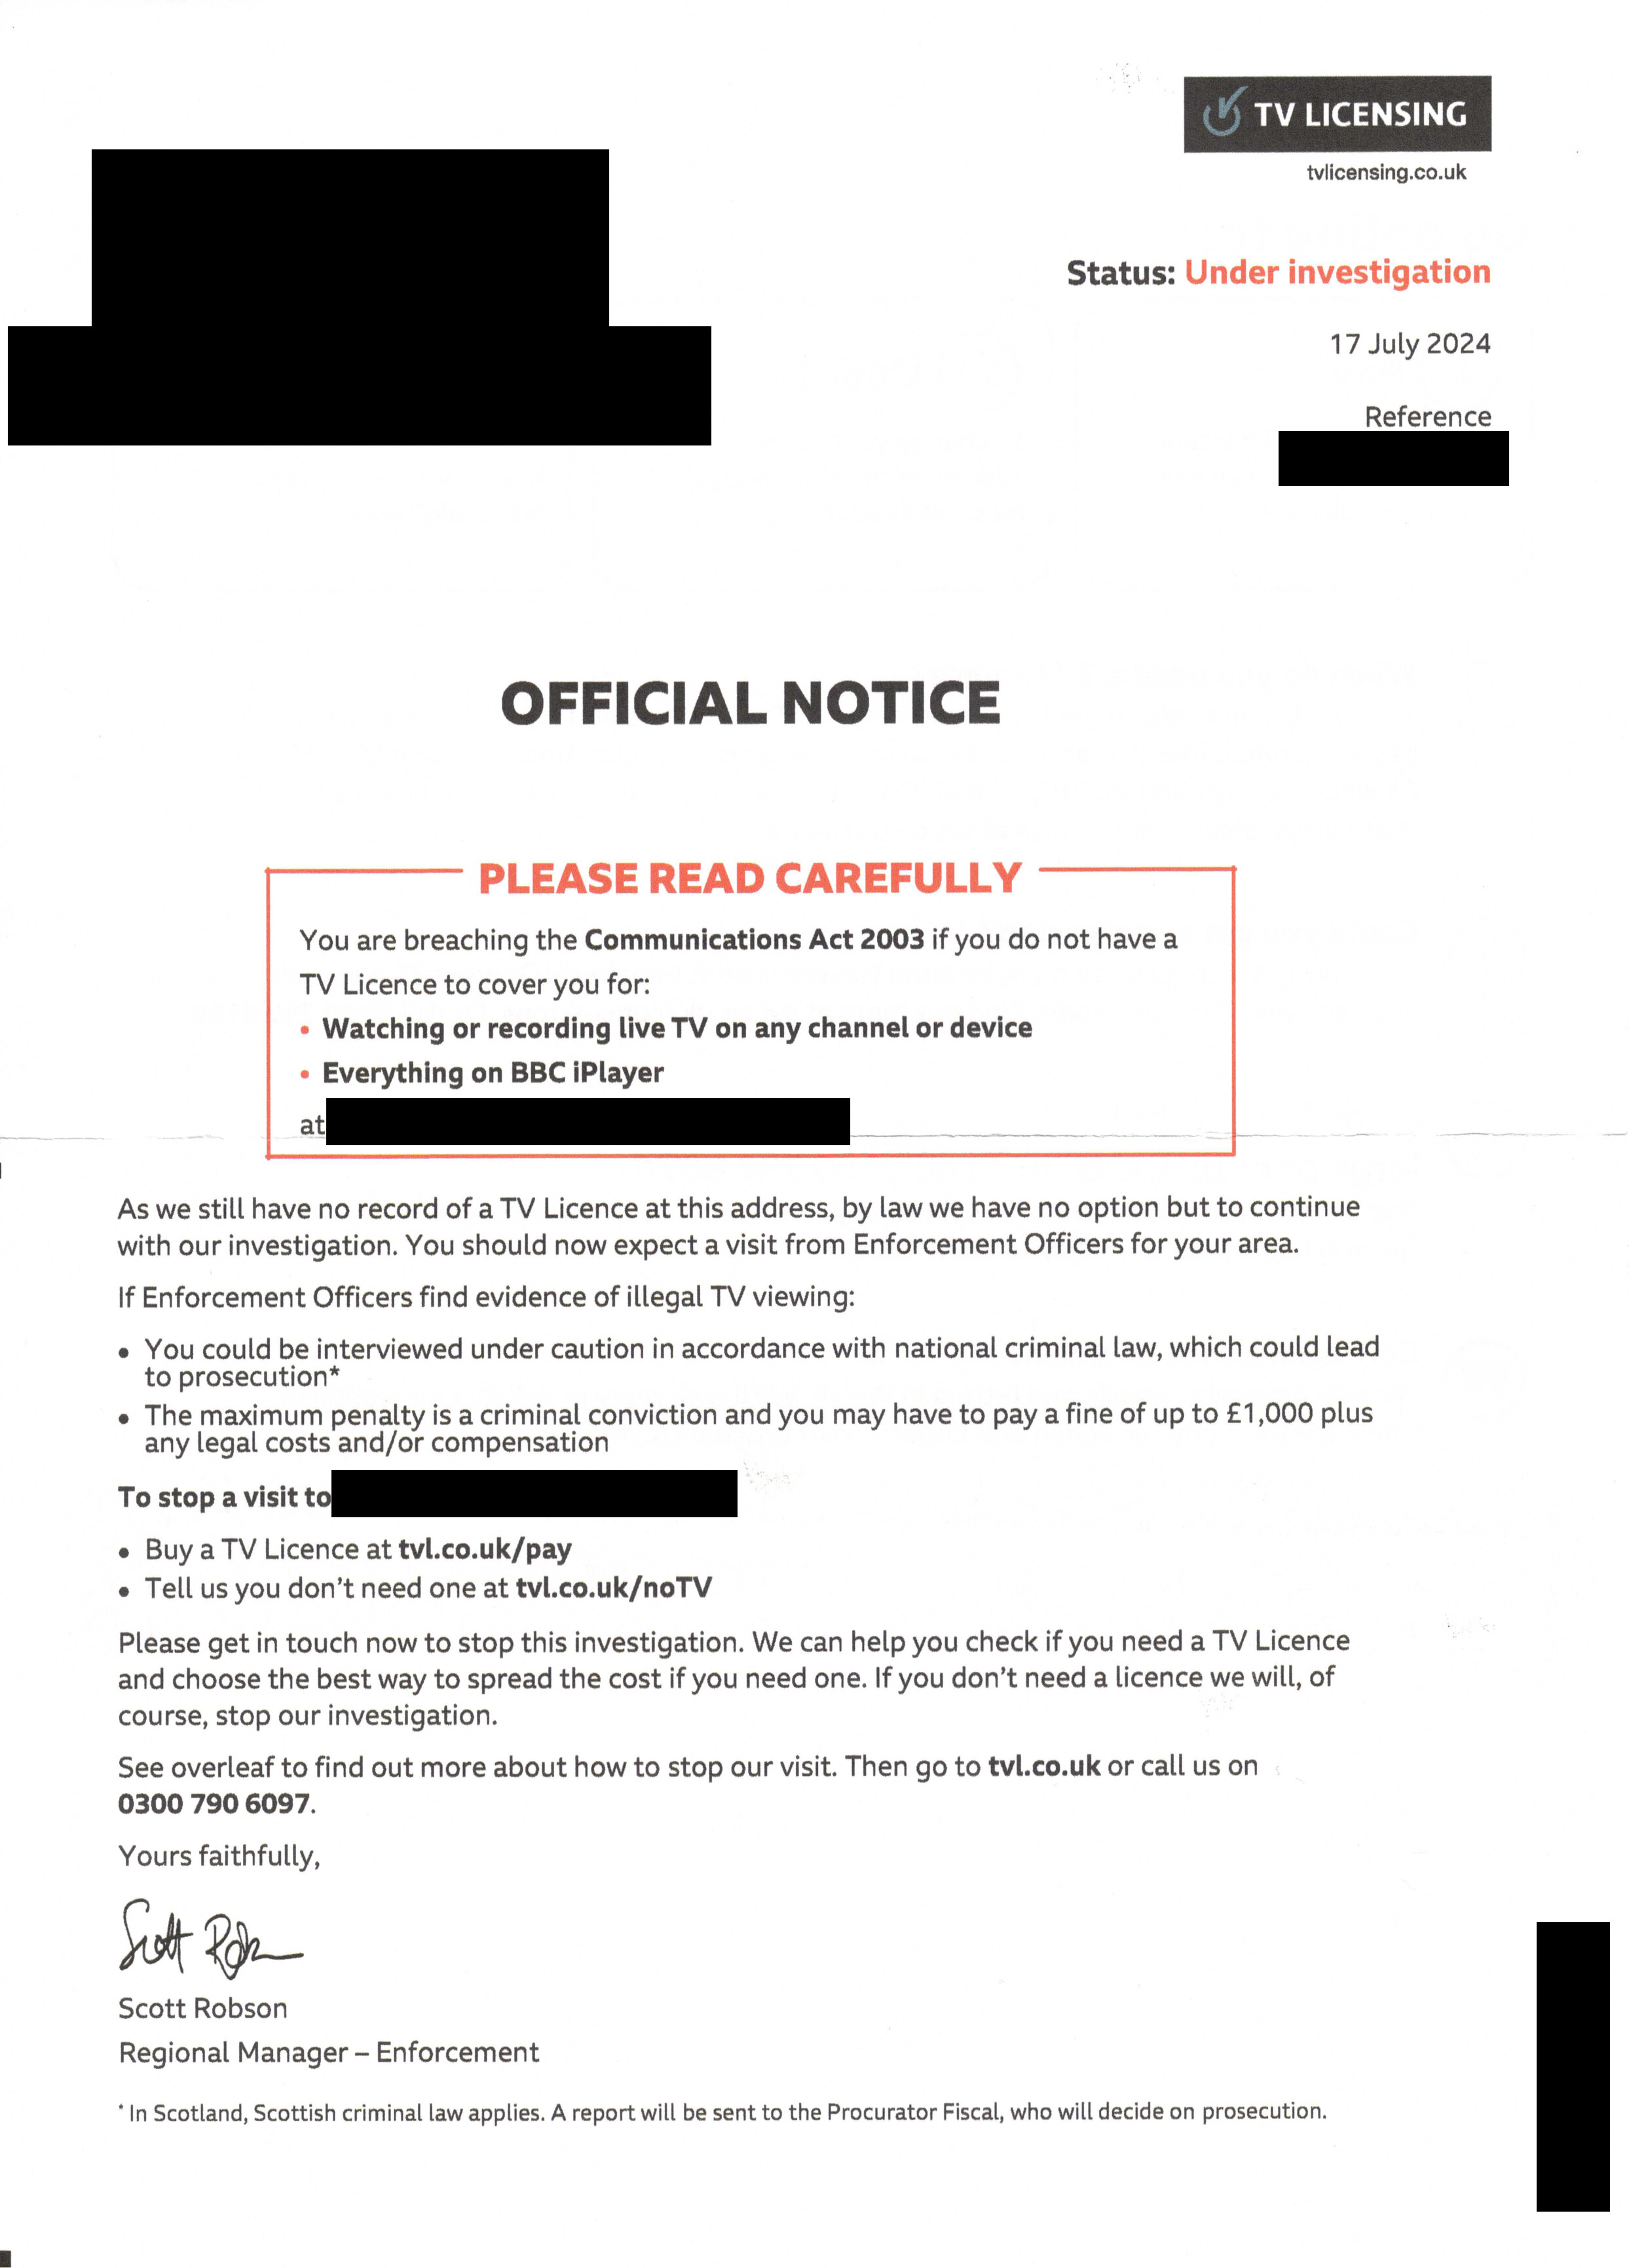 TV LICENSING
tvlicensing.co.uk
Status: Under investigation
17 July 2024
Reference
OFFICIAL NOTICE
PLEASE READ CAREFULLY
You are breaching the Communications Act 2003 if you do not have a
TV Licence to cover you for:
• Watching or recording live TV on any channel or device
• Everything on BBC iPlayer
at
As we still have no record of a TV Licence at this address, by law we have no option but to continue
with our investigation. You should now expect a visit from Enforcement Officers for your area.
If Enforcement Officers find evidence of illegal TV viewing:
• You could be interviewed under caution in accordance with national criminal law, which could lead
to prosecution*
• The maximum penalty is a criminal conviction and you may have to pay a fine of up to £1,000 plus
any legal costs and/or compensation
To stop a visit to
• Buy a TV Licence at tvl.co.uk/pay
• Tell us you don't need one at tvl.co.uk/noTV
Please get in touch now to stop this investigation. We can help you check if you need a TV Licence
and choose the best way to spread the cost if you need one. If you don't need a licence we will, of
course, stop our investigation.
See overleaf to find out more about how to stop our visit. Then go to tvl.co.uk or call us on
0300 790 6097.
Yours faithfully,
Scott Robson
Regional Manager – Enforcement
* In Scotland, Scottish criminal law applies. A report will be sent to the Procurator Fiscal, who will decide on prosecution.